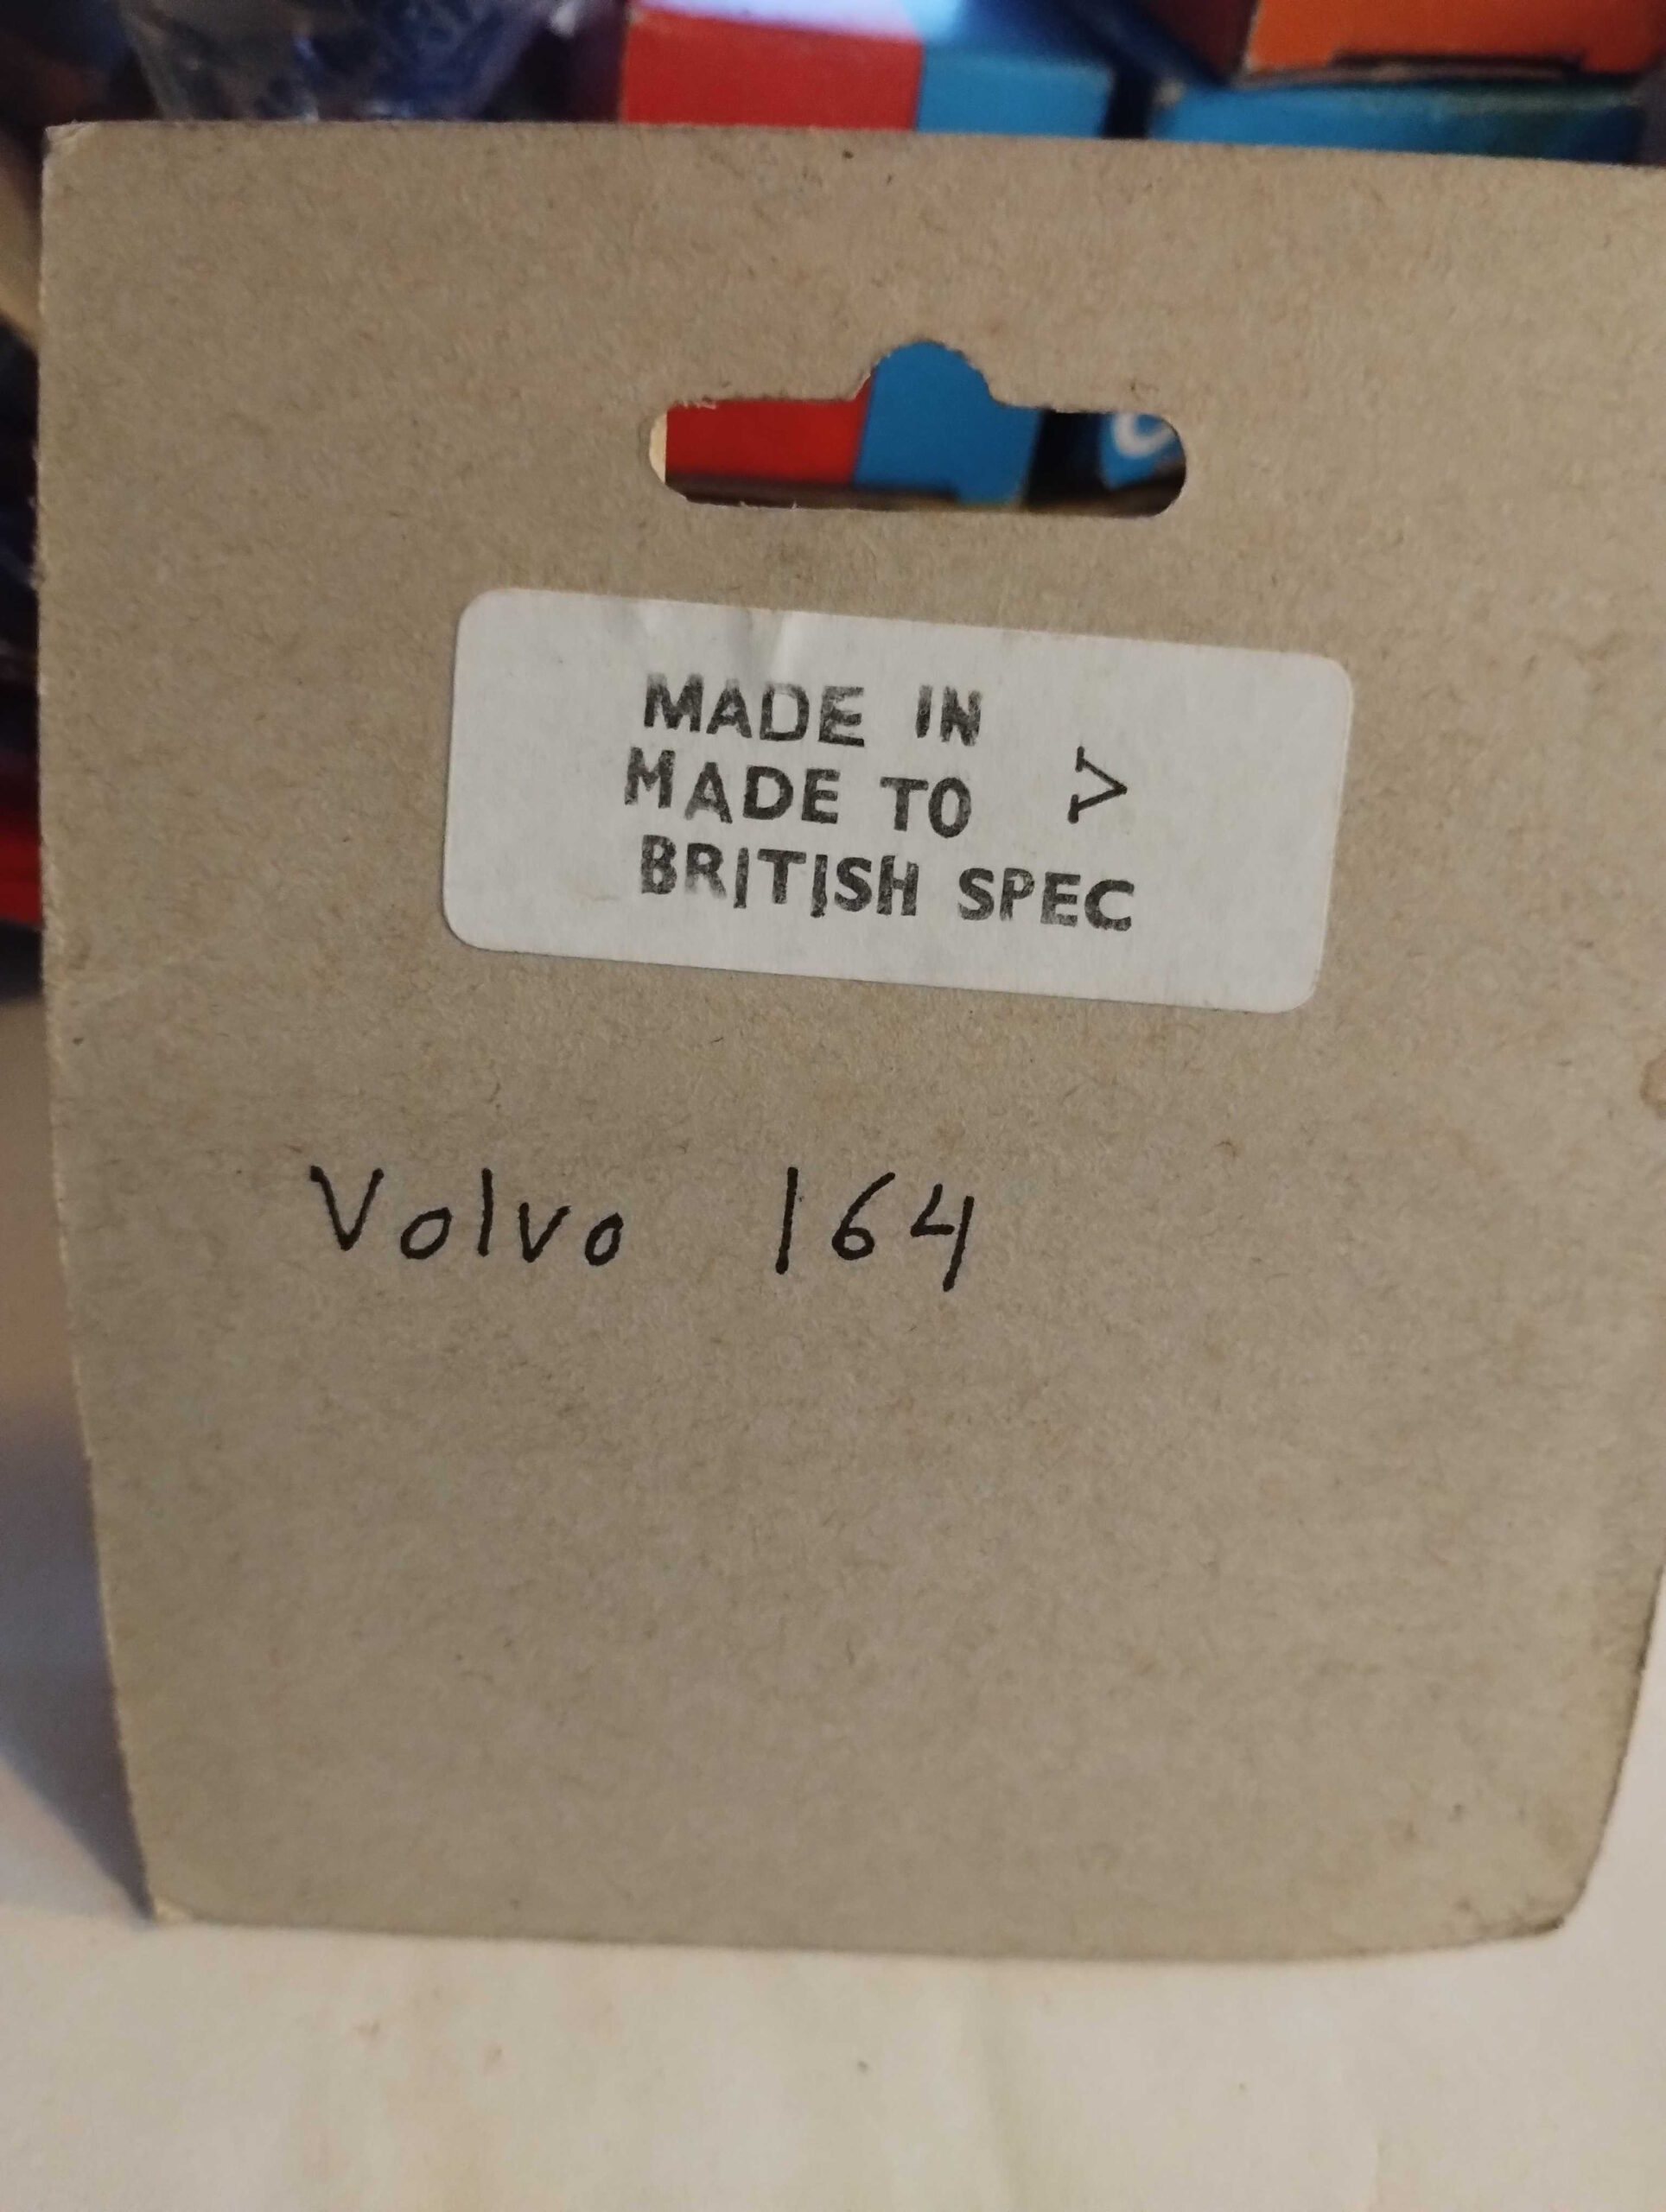 MADE IN
MADE TO >
BRITISH SPEC
Volvo 164